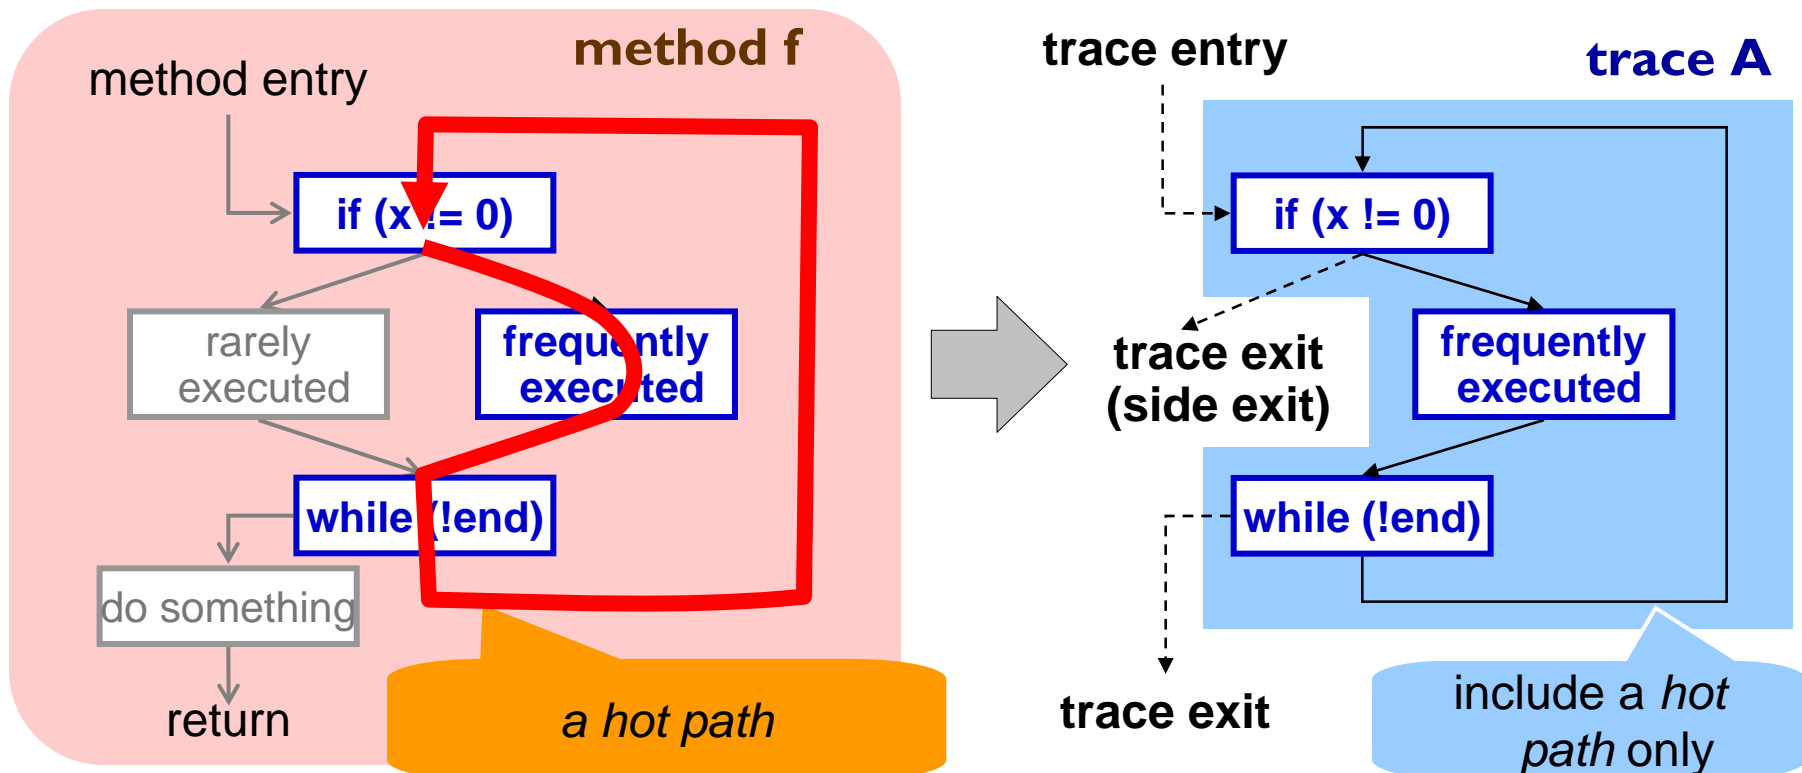 method f
method entry
if (x != 0)
rarely
executed
frequently
executed
while (!end)
do something
return
a hot path
trace entry
trace A
if (x != 0)
trace exit
(side exit)
frequently
executed
while (!end)
trace exit
include a hot
path only